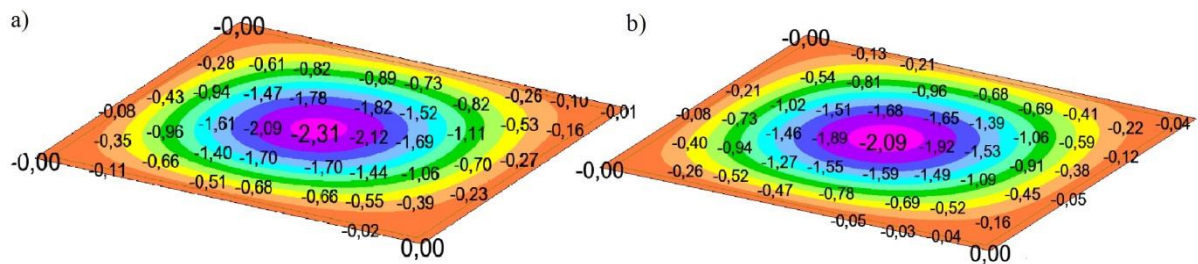 a)
-0,00
-0,28 -0,61 -0,82 -0,89 -0,73 -0,26 -0,10 -0,01
-0,08 -0,43 -0,94 -1,47 -1,78 -1,82 -1,52 -0,82 -0,53 -0,16
-0,35 -0,96 -1,61 -2,09 -2,31 -2,12 -1,69 -1,11
-0,00 -0,11 -0,66 -1,40 -1,70 -1,70 -1,44 -1,06 -0,70 -0,27
-0,51 -0,68 -0,66 -0,55 -0,39 -0,23
-0,02 0,00
b)
-0,00
-0,13 -0,21
-0,21 -0,54 -0,81 -0,96 -0,68 -0,69 -0,41 -0,22 -0,04
-0,08 -0,73 -1,02 -1,51 -1,68 -1,65 -1,39 -1,06 -0,59 -0,12
-0,40 -0,94 -1,46 -1,89 -2,09 -1,92 -1,53 -0,91 -0,38
-0,00 -0,26 -0,52 -1,27 -1,55 -1,59 -1,49 -1,09 -0,45 -0,05
-0,47 -0,78 -0,69 -0,52 -0,16
-0,05 -0,03 -0,04 0,00